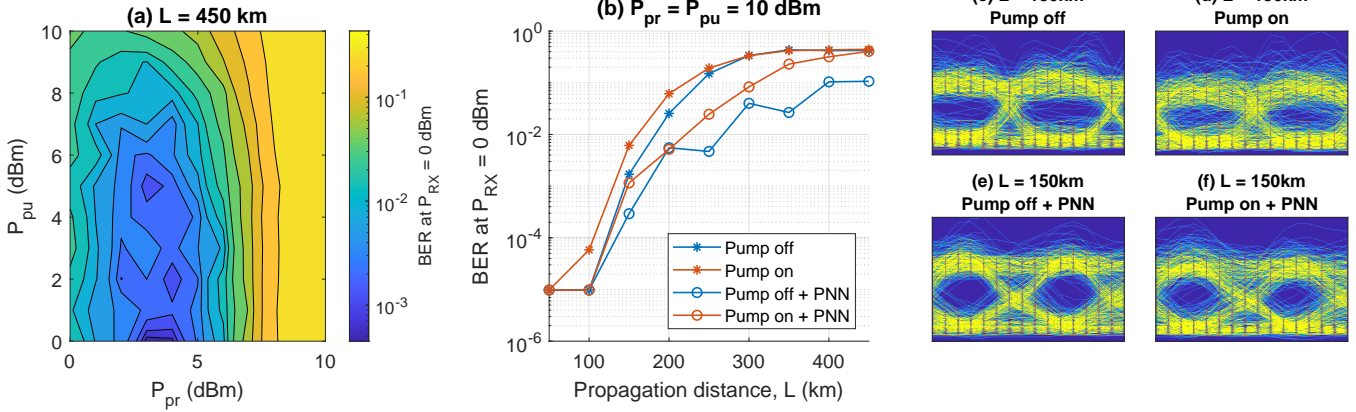 (a) L = 450 km
10
8
6
4
2
0
P_pu (dBm)
0
5
10
P_pr (dBm)
10^-1
10^-2
10^-3
BER at P_RX = 0 dBm
(b) P_pr = P_pu = 10 dBm
10^0
10^-2
10^-4
10^-6
BER at P_RX = 0 dBm
100
200
300
400
Propagation distance, L (km)
Pump off
Pump on
Pump off + PNN
Pump on + PNN
Pump off
Pump on
(e) L = 150km
Pump off + PNN
(f) L = 150km
Pump on + PNN